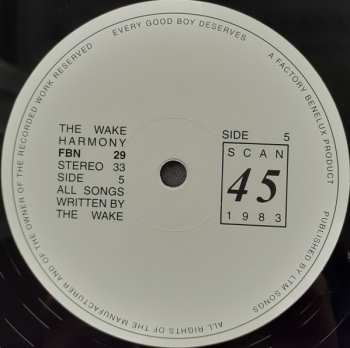 EVERY GOOD BOY DESERVES
A FACTORY BENELUX PRODUCT
PUBLISHED BY LTM SONGS
ALL RIGHTS OF THE MANUFACTURER AND OF THE OWNER OF THE RECORDED WORK RESERVED
THE WAKE
HARMONY
FBN 29
STEREO 33
SIDE 5
ALL SONGS
WRITTEN BY
THE WAKE
SIDE 5
SCAN
45
1983